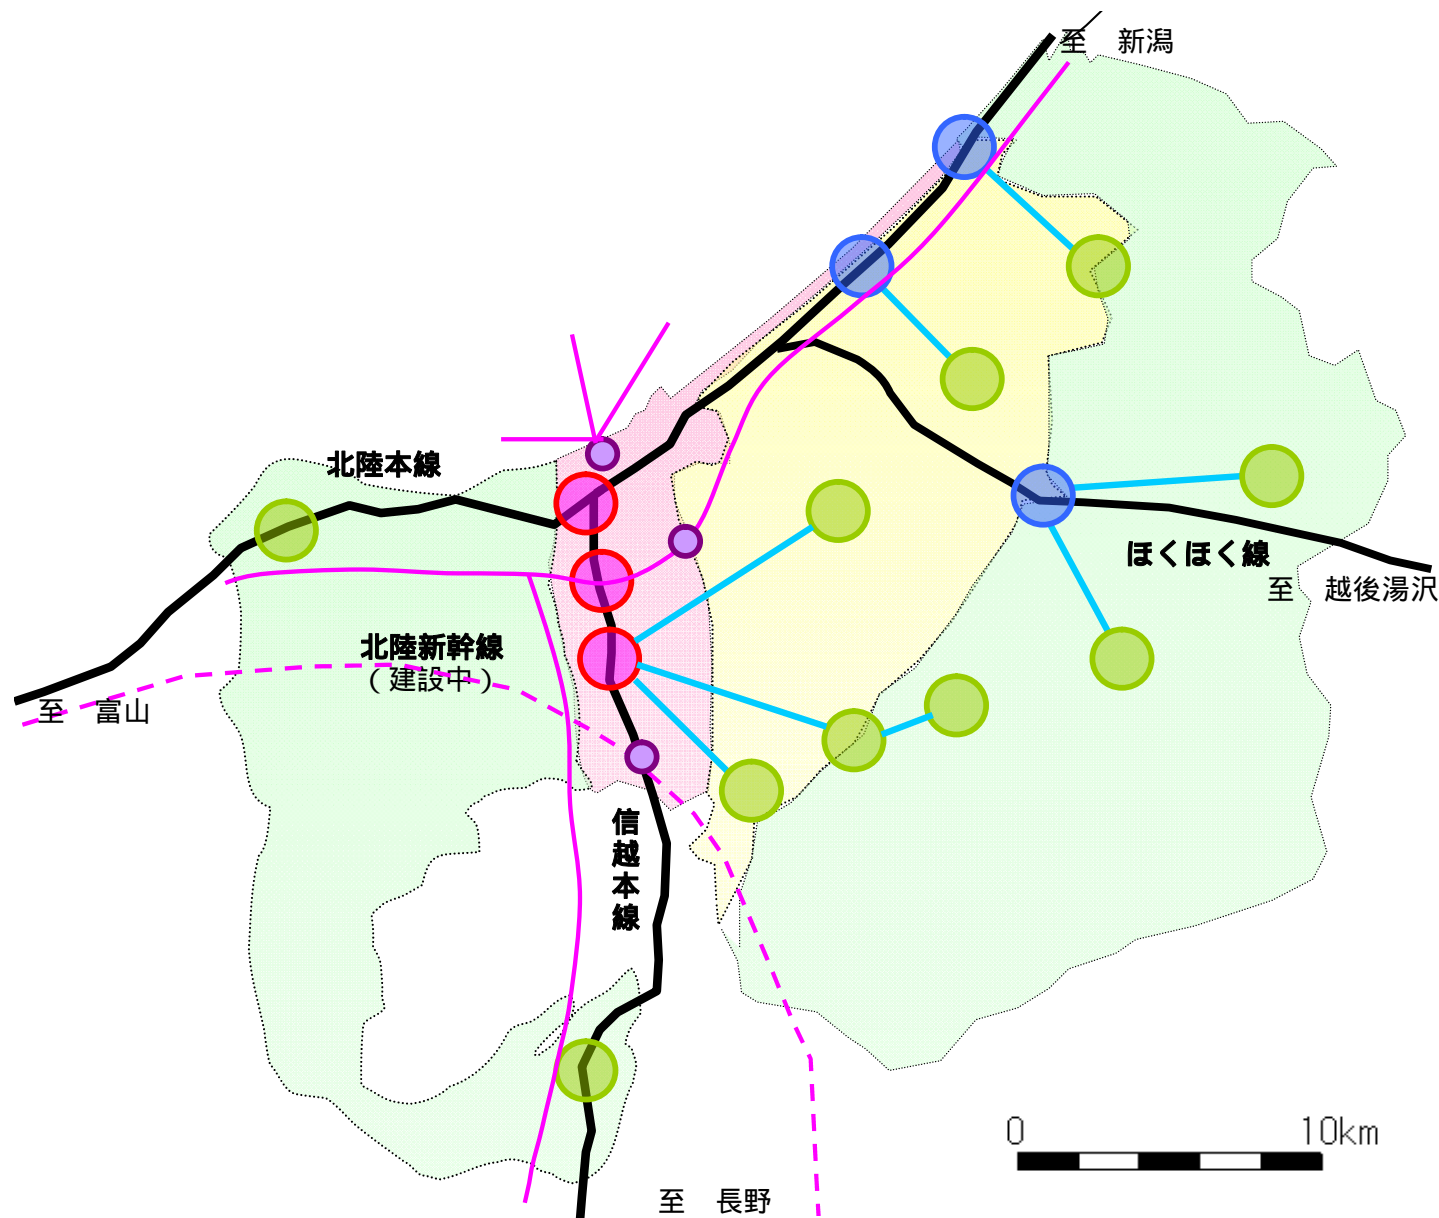 至　新潟
北陸本線
ほくほく線
至　越後湯沢
北陸新幹線
（建設中）
至　富山
信越本線
0 10km
至　長野